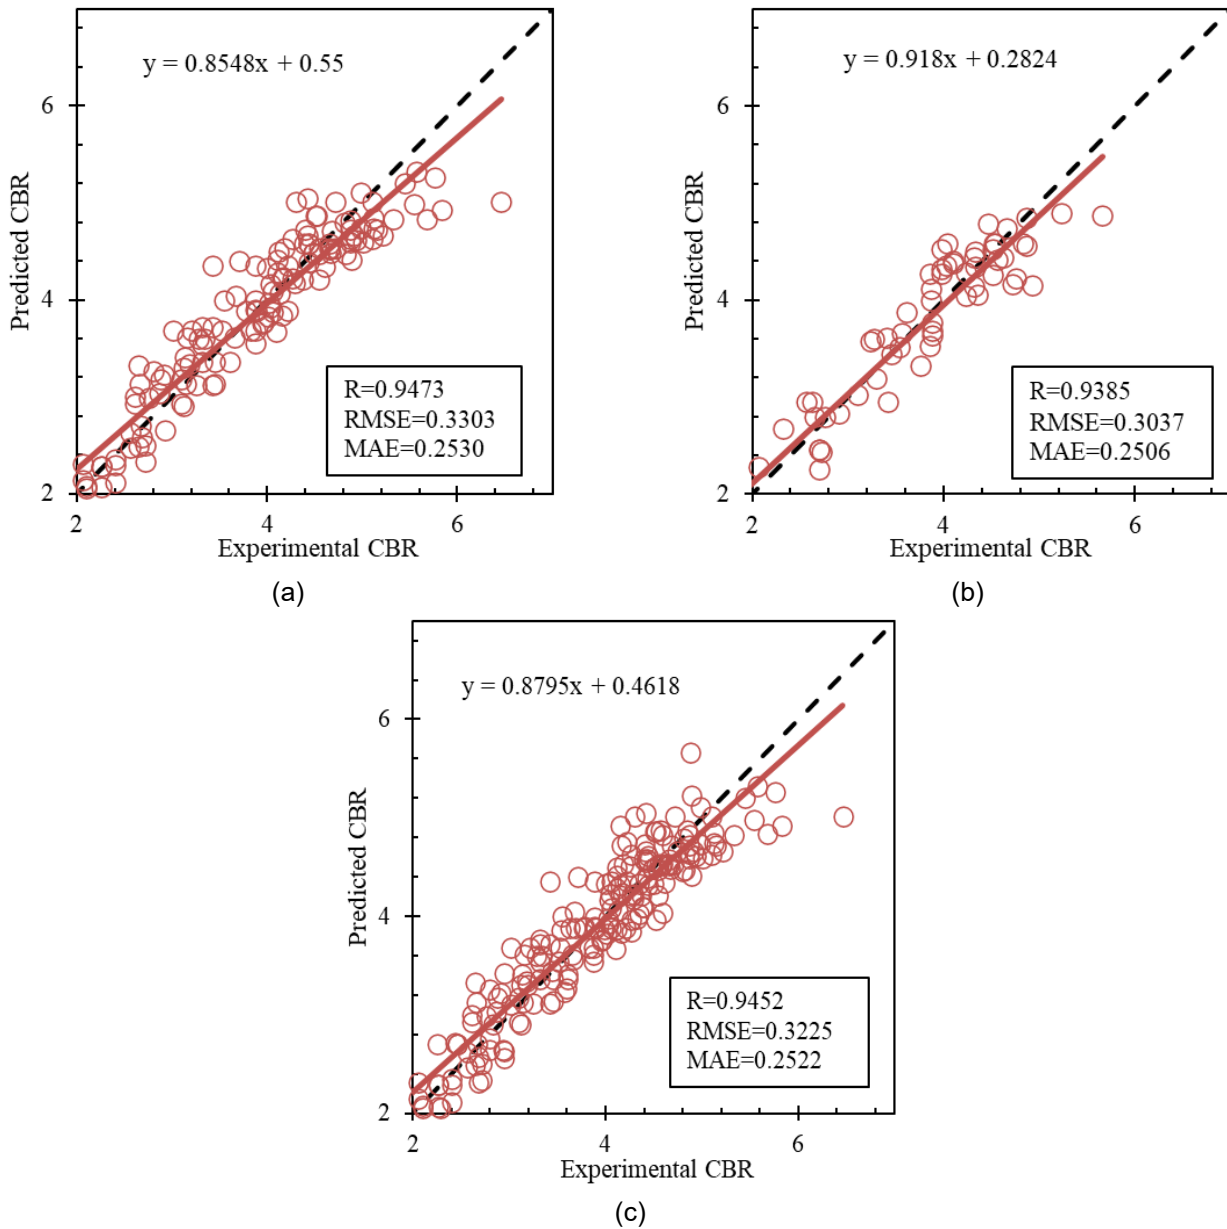 y = 0.8548x + 0.55
6
4
2
Predicted CBR
R=0.9473
RMSE=0.3303
MAE=0.2530
2
4
6
Experimental CBR
(a)
y = 0.918x + 0.2824
6
4
2
Predicted CBR
R=0.9385
RMSE=0.3037
MAE=0.2506
2
4
6
Experimental CBR
(b)
y = 0.8795x + 0.4618
6
4
2
Predicted CBR
R=0.9452
RMSE=0.3225
MAE=0.2522
2
4
6
Experimental CBR
(c)